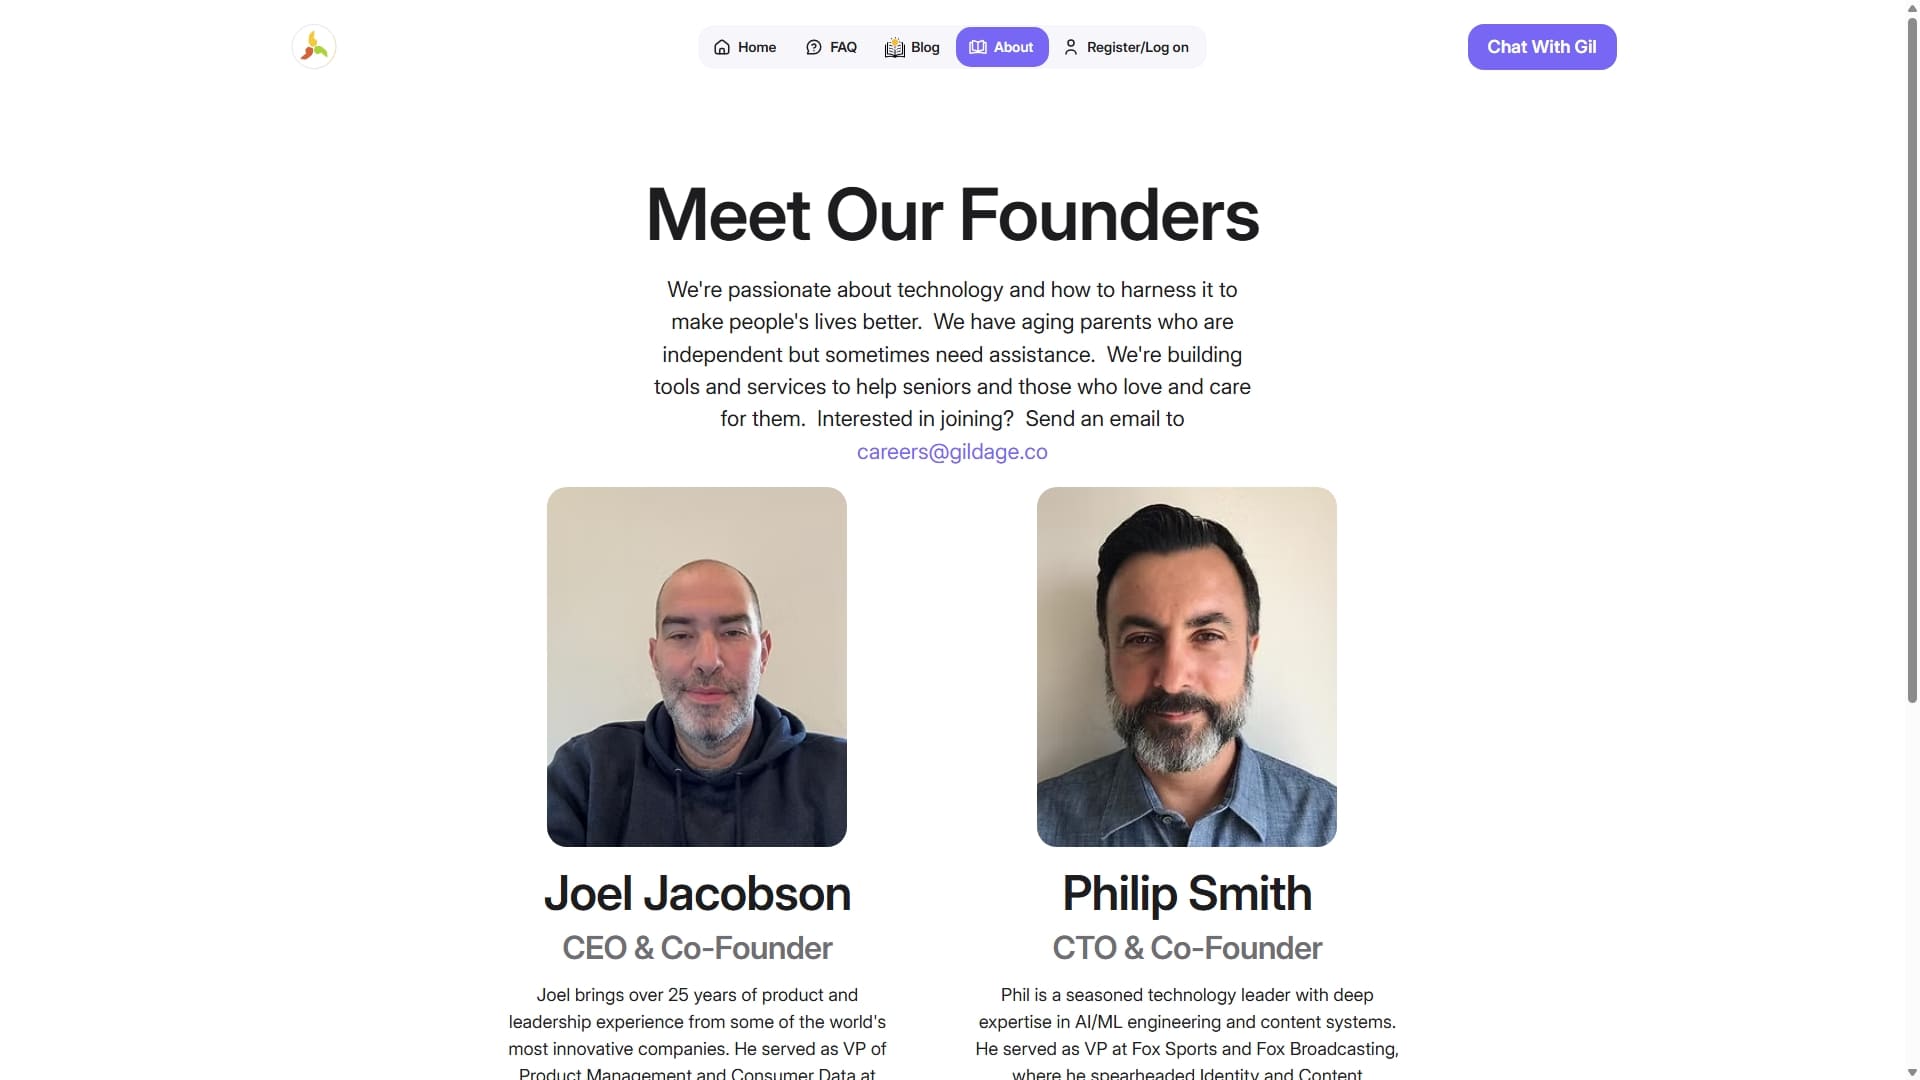 Home
FAQ
Blog
About
Register/Log on
Chat With Gil
Meet Our Founders
We're passionate about technology and how to harness it to
make people's lives better.  We have aging parents who are
independent but sometimes need assistance.  We're building
tools and services to help seniors and those who love and care
for them.  Interested in joining?  Send an email to
careers@gildage.co
Joel Jacobson
CEO & Co-Founder
Joel brings over 25 years of product and
leadership experience from some of the world's
most innovative companies. He served as VP of
Product Management and Consumer Data at
Philip Smith
CTO & Co-Founder
Phil is a seasoned technology leader with deep
expertise in AI/ML engineering and content systems.
He served as VP at Fox Sports and Fox Broadcasting,
where he spearheaded Identity and Content